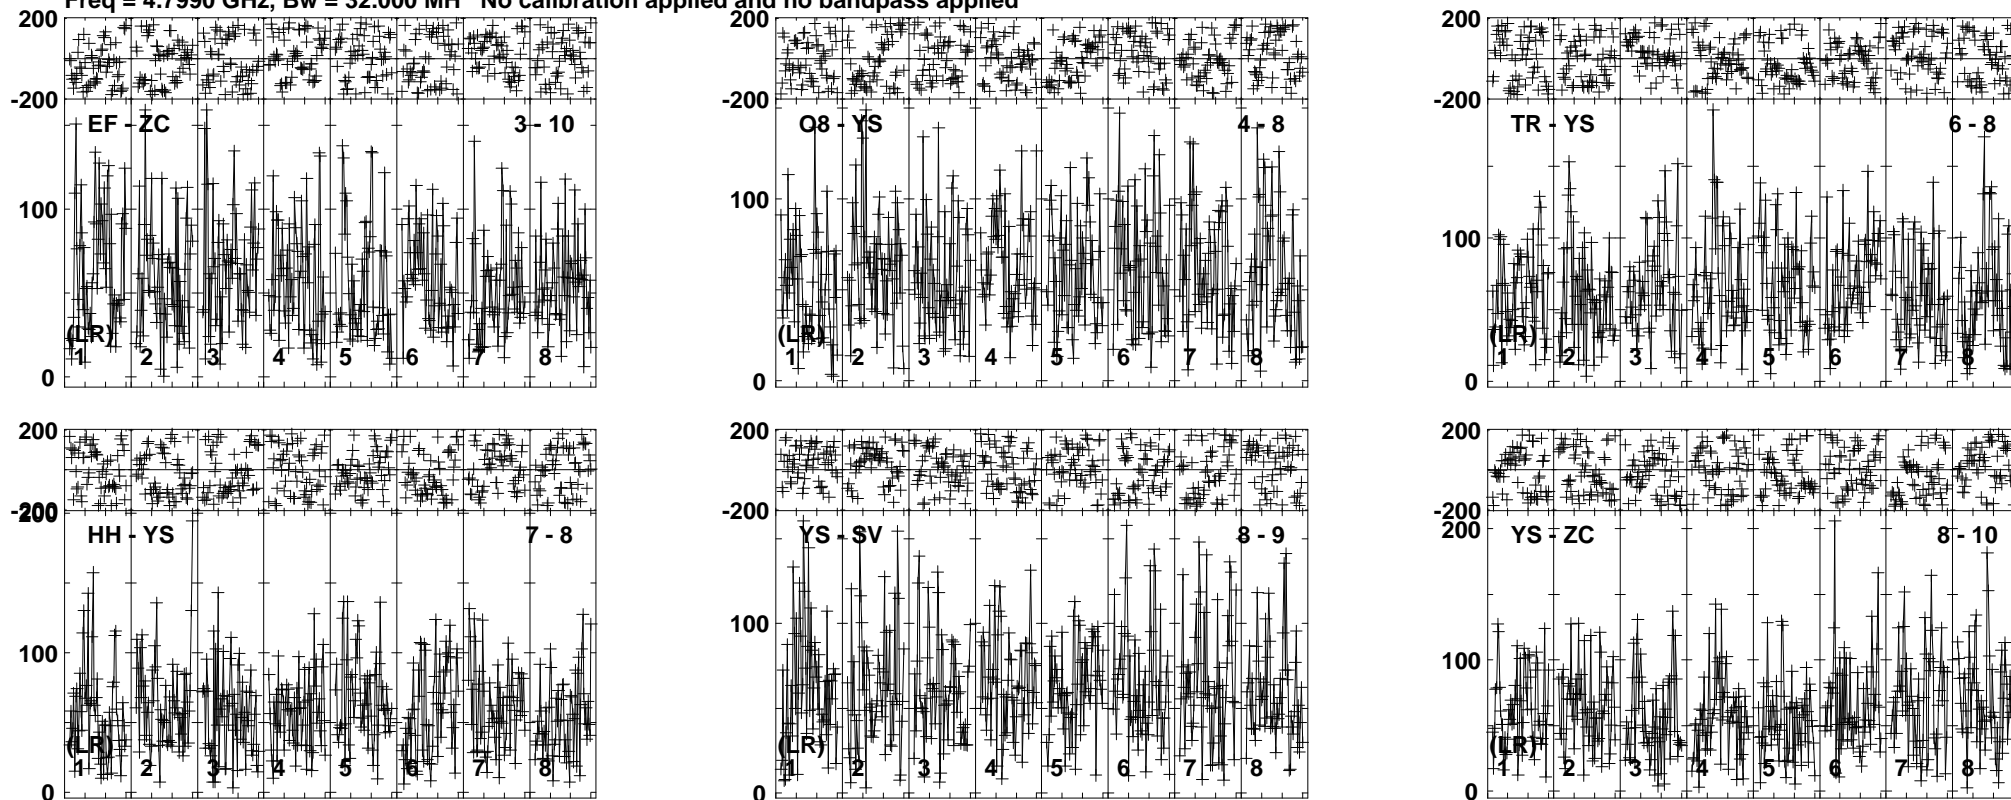 Freq = 4.7990 GHz, Bw = 32.000 MH No calibration applied and no bandpass applied
200 200 200
-200 -200 -200
EF - ZC 3 - 10 O8 - YS 4 - 8 TR - YS 6 - 8
100 100 100
(LR) (LR) (LR)
1 2 3 4 5 6 7 8 1 2 3 4 5 6 7 8 1 2 3 4 5 6 7 8
0 0 0
200 200 200
-200 -200 -200
200 200
HH - YS 7 - 8 YS - SV 8 - 9 YS - ZC 8 - 10
100 100 100
(LR) (LR) (LR)
1 2 3 4 5 6 7 8 1 2 3 4 5 6 7 8 1 2 3 4 5 6 7 8
0 0 0